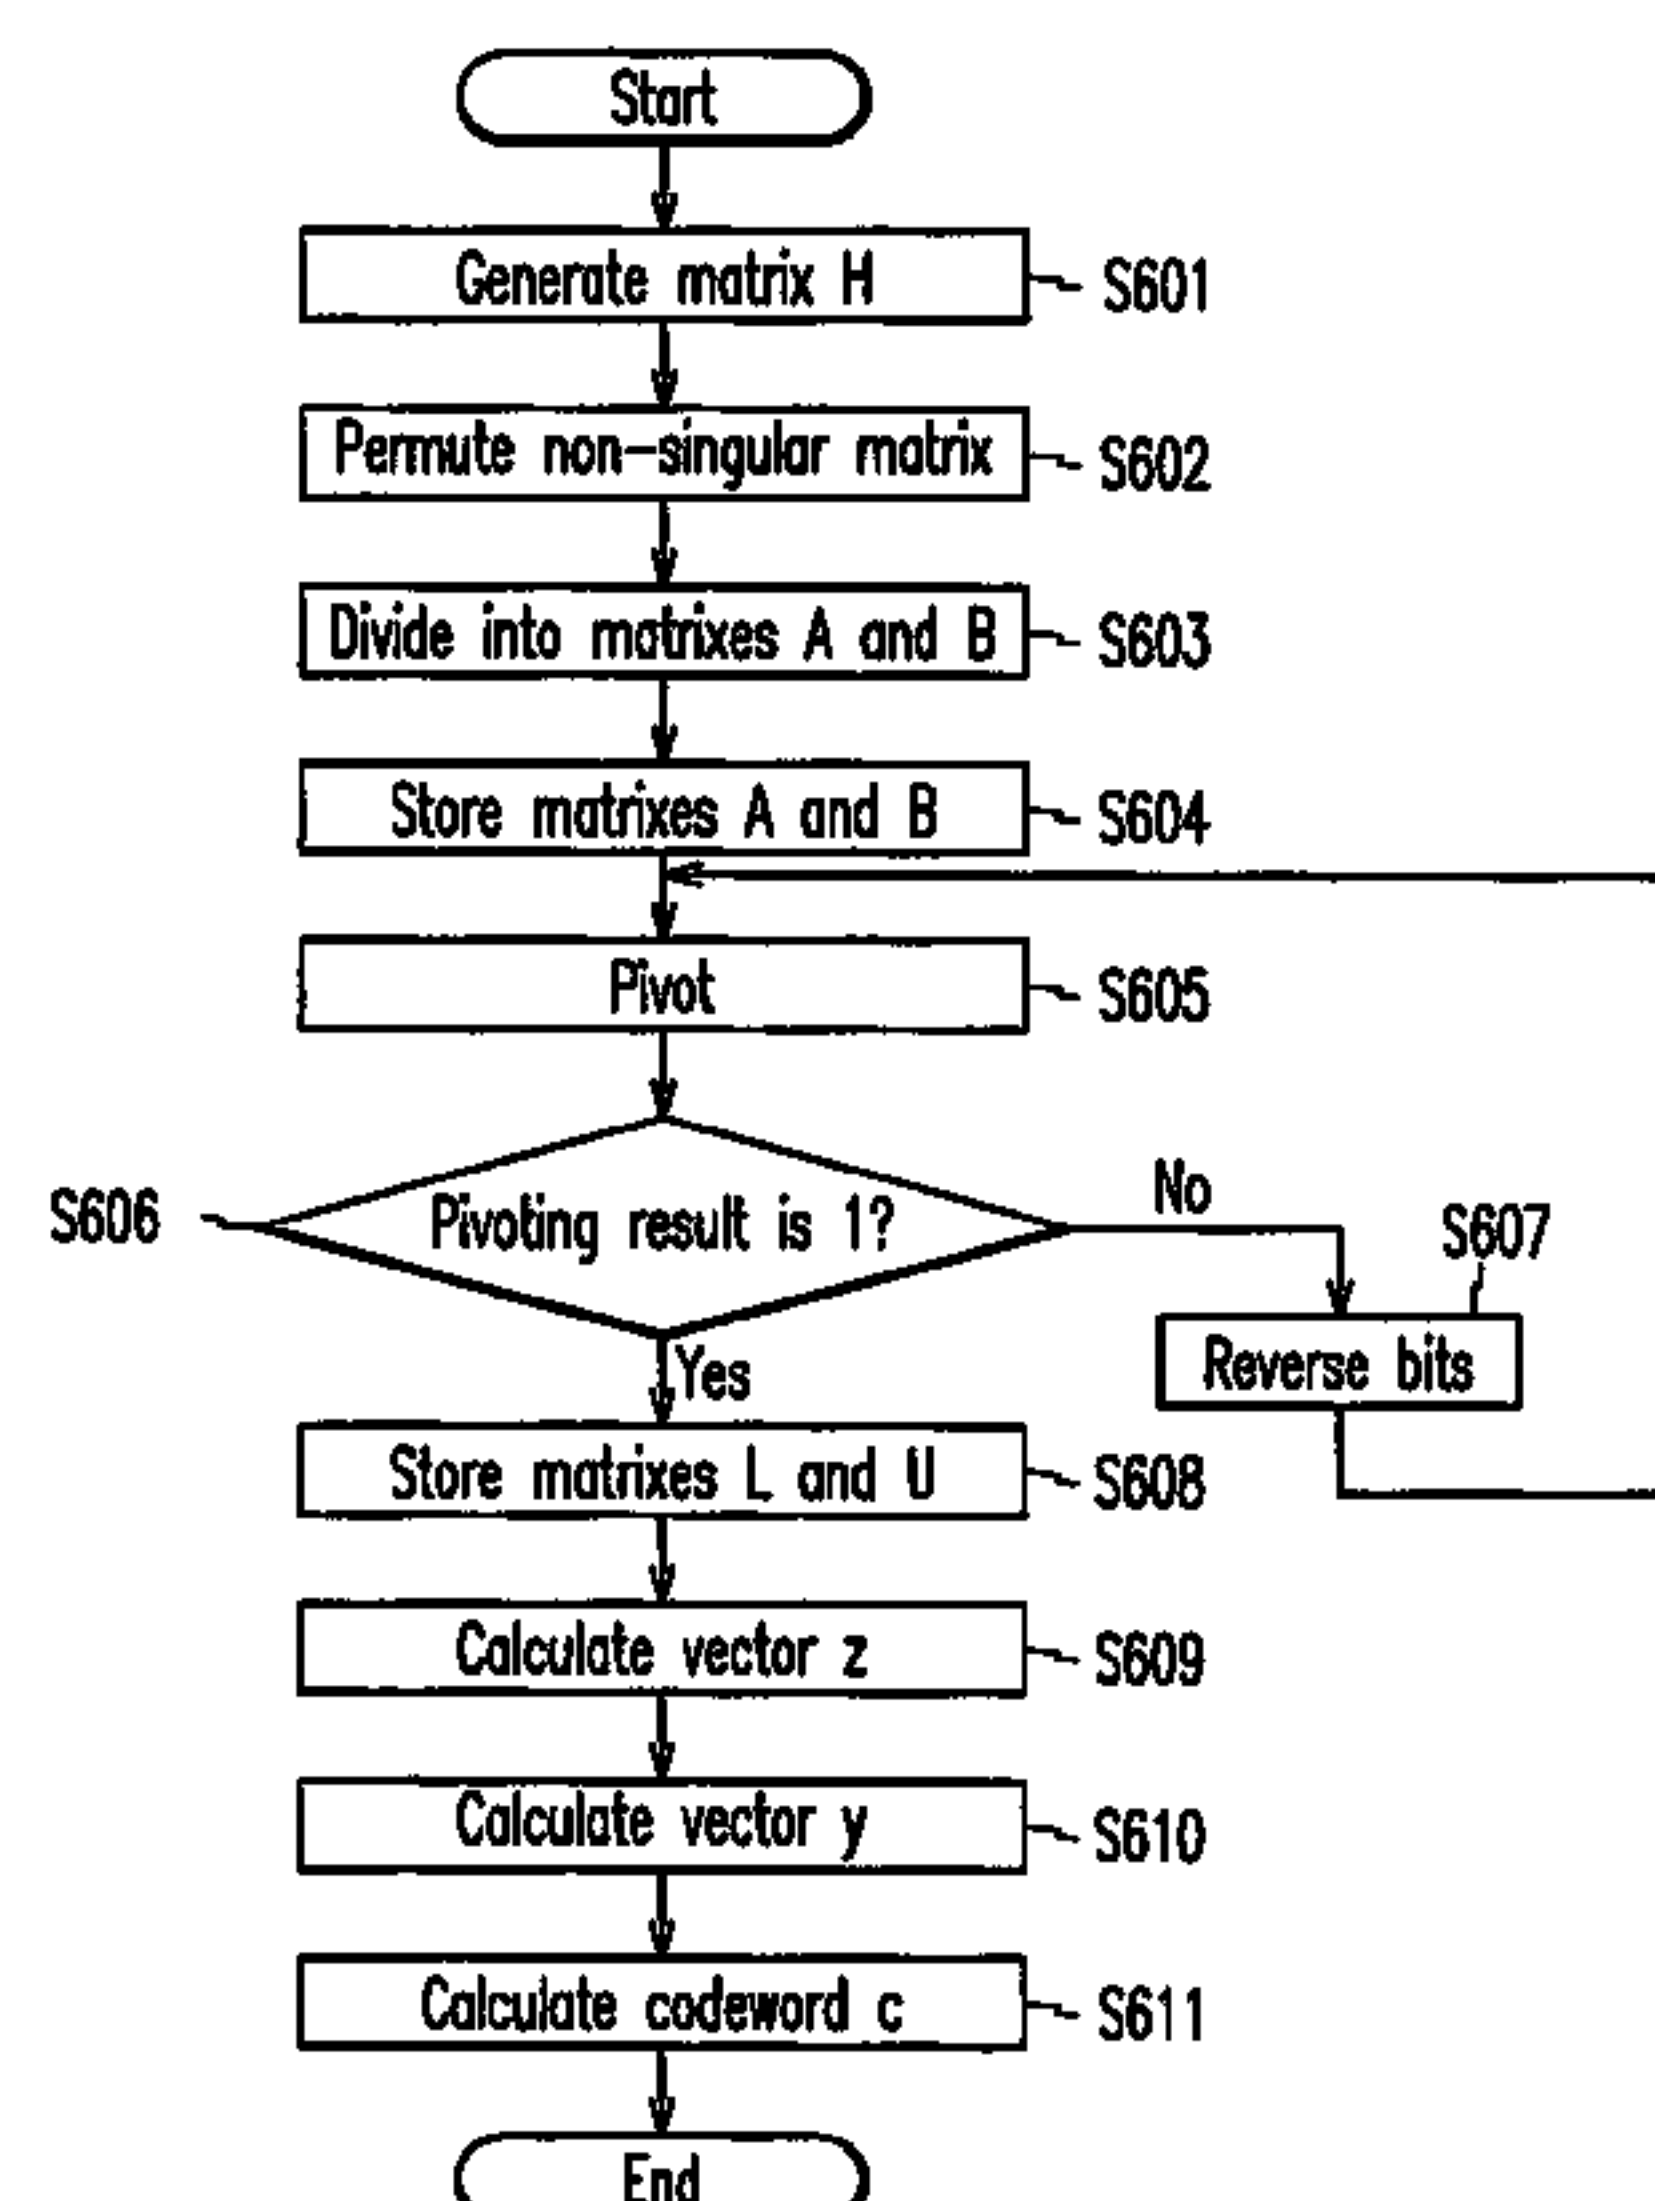 Start
Generate matrix H
S601
Permute non-singular matrix
S602
Divide into matrixes A and B
S603
Store matrixes A and B
S604
Pivot
S605
S606
Pivoting result is 1?
No
S607
Reverse bits
Yes
Store matrixes L and U
S608
Calculate vector z
S609
Calculate vector y
S610
Calculate codeword c
S611
End